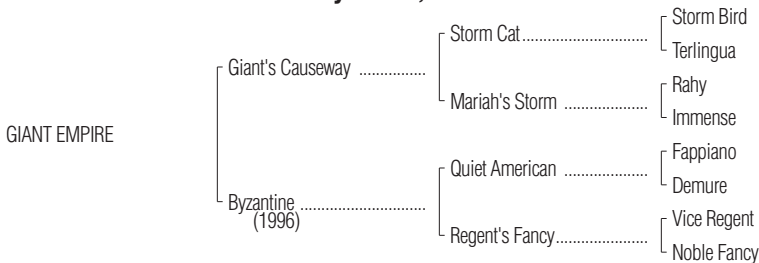 Storm Bird
Storm Cat..............................
Terlingua
Giant's Causeway ................
Rahy
Mariah's Storm ....................
Immense
GIANT EMPIRE
Fappiano
Quiet American ....................
Demure
Byzantine ..............................
(1996)
Vice Regent
Regent's Fancy......................
Noble Fancy